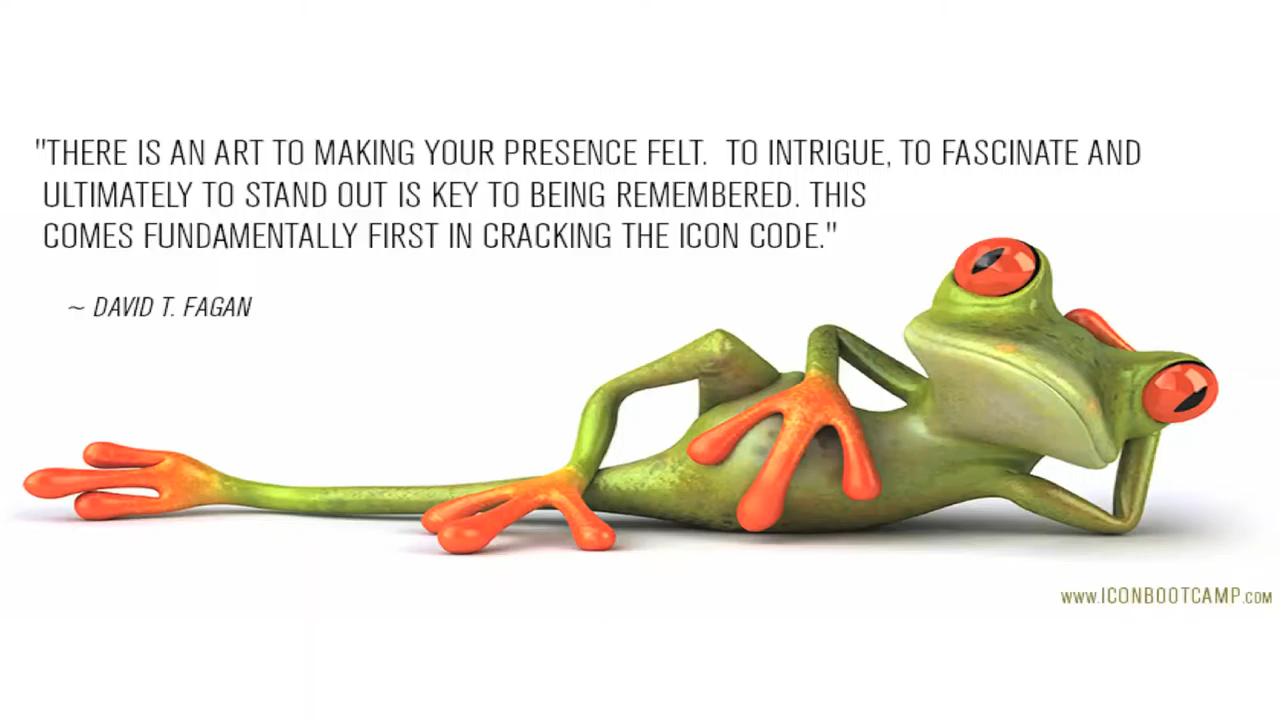 "THERE IS AN ART TO MAKING YOUR PRESENCE FELT.  TO INTRIGUE, TO FASCINATE AND
ULTIMATELY TO STAND OUT IS KEY TO BEING REMEMBERED. THIS
COMES FUNDAMENTALLY FIRST IN CRACKING THE ICON CODE."
~ DAVID T. FAGAN
WWW.ICONBOOTCAMP.COM